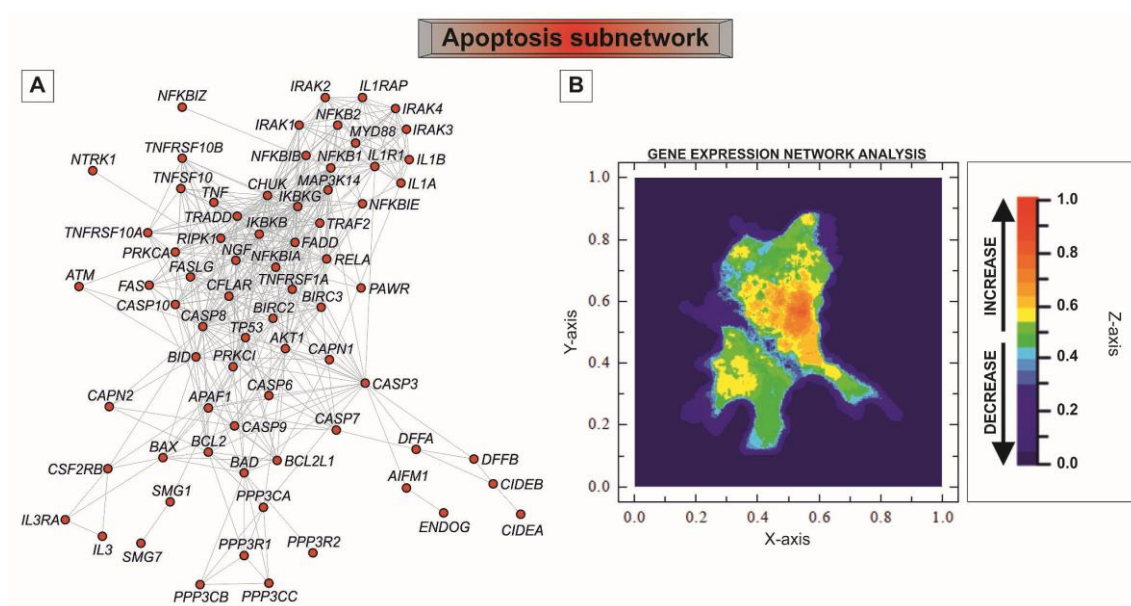 Apoptosis subnetwork
A
B
IRAK2
IL1RAP
NFKBIZ
IRAK4
IRAK1
NFKB2
IRAK3
MYD88
TNFRSF10B
NFKBIB
NFKB1
IL1R1
IL1B
NTRK1
TNFSF10
CHUK
MAP3K14
IL1A
TNF
IKBKG
NFKBIE
TRADD
IKBKB
TRAF2
TNFRSF10A
RIPK1
FADD
PRKCA
NGF
NFKBIA
RELA
ATM
FASLG
FAS
CFLAR
TNFRSF1A
PAWR
CASP10
BIRC2
BIRC3
CASP8
TP53
AKT1
BID
PRKCI
CAPN1
CASP6
CASP3
CAPN2
APAF1
CASP9
CASP7
BAX
BCL2
DFFA
CSF2RB
BAD
BCL2L1
DFFB
AIFM1
SMG1
PPP3CA
CIDEB
IL3RA
ENDOG
CIDEA
IL3
SMG7
PPP3R1
PPP3R2
PPP3CB
PPP3CC
GENE EXPRESSION NETWORK ANALYSIS
1.0
0.8
0.6
0.4
0.2
0.0
Y-axis
0.0 0.2 0.4 0.6 0.8 1.0
X-axis
INCREASE
DECREASE
1.0
0.8
0.6
0.4
0.2
0.0
Z-axis